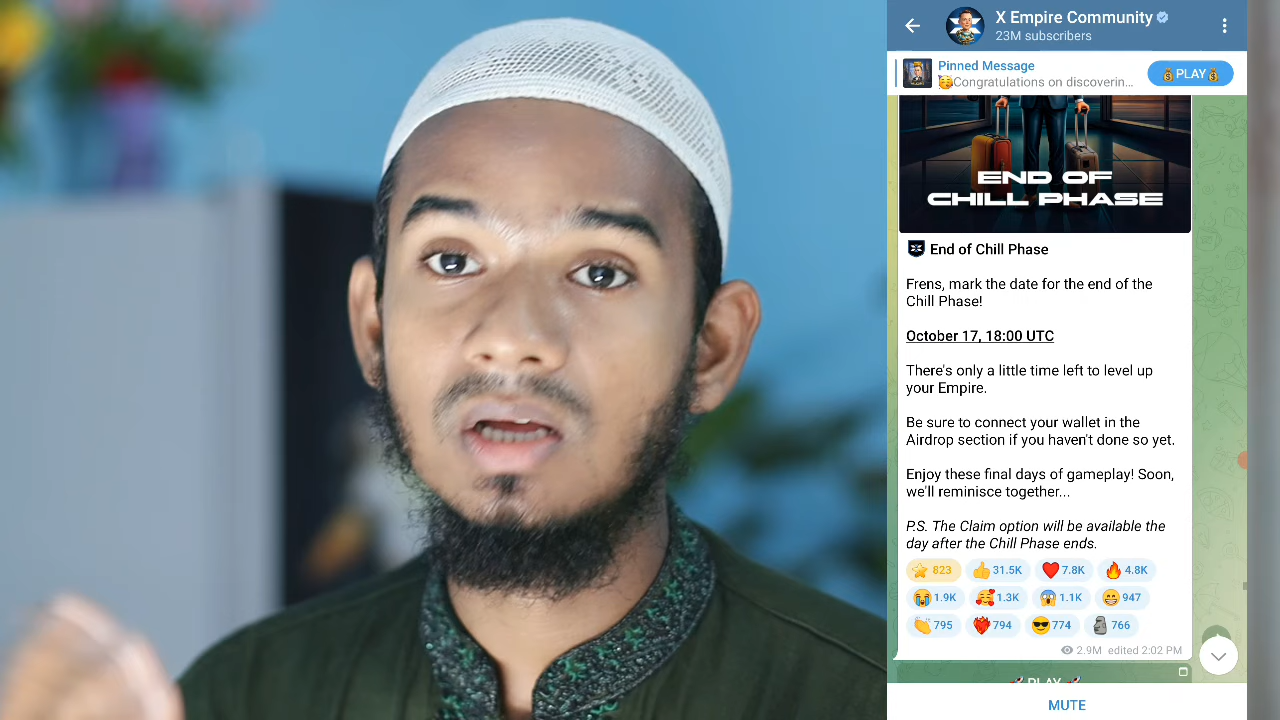 X Empire Community
23M subscribers
Pinned Message
🥳Congratulations on discoverin...
💰PLAY💰
END OF
CHILL PHASE
End of Chill Phase
Frens, mark the date for the end of the
Chill Phase!
October 17, 18:00 UTC
There's only a little time left to level up
your Empire.
Be sure to connect your wallet in the
Airdrop section if you haven't done so yet.
Enjoy these final days of gameplay! Soon,
we'll reminisce together...
P.S. The Claim option will be available the
day after the Chill Phase ends.
823 31.5K 7.8K 4.8K
1.9K 1.3K 1.1K 947
795 794 774 766
2.9M edited 2:02 PM
🚀 PLAY 🚀
MUTE